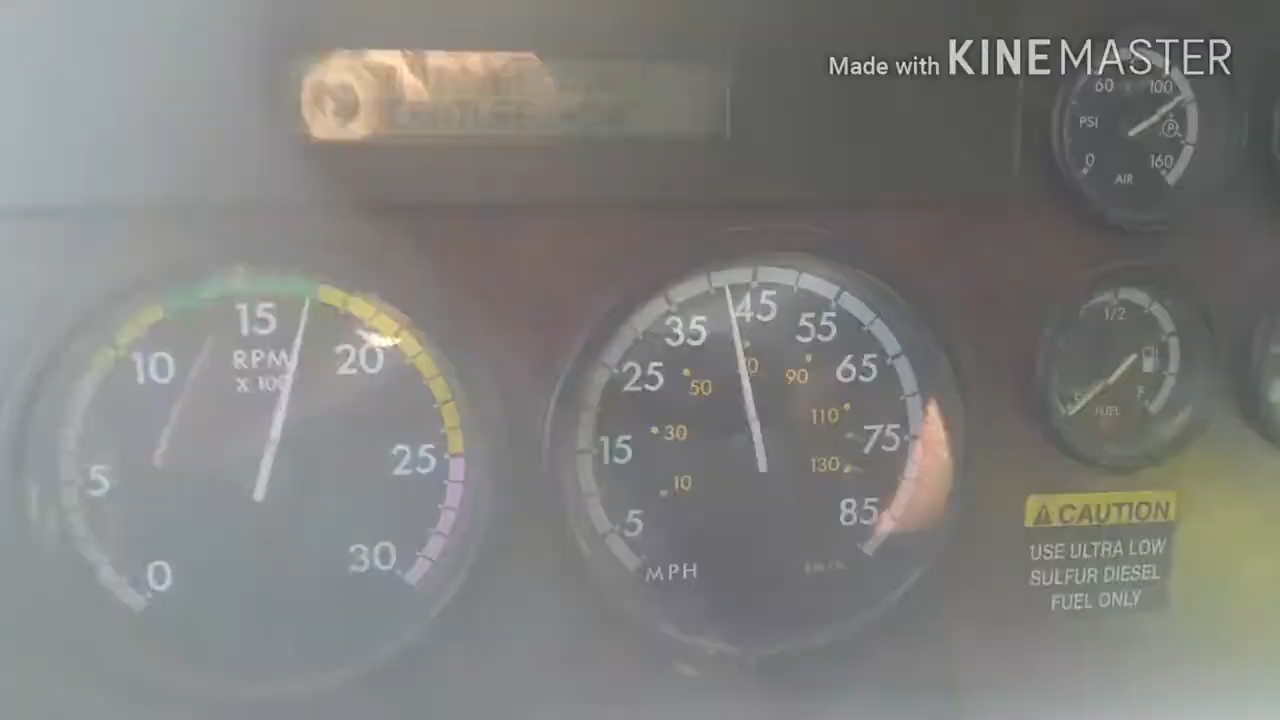 Made with KINEMASTER
60 100
PSI
0 160
AIR
15
RPM
X 100
10 20
5 25
0 30
45
35 55
25 65
50 90
110
15 30 75
130
10
5 85
MPH
1/2
F
FUEL
CAUTION
USE ULTRA LOW
SULFUR DIESEL
FUEL ONLY